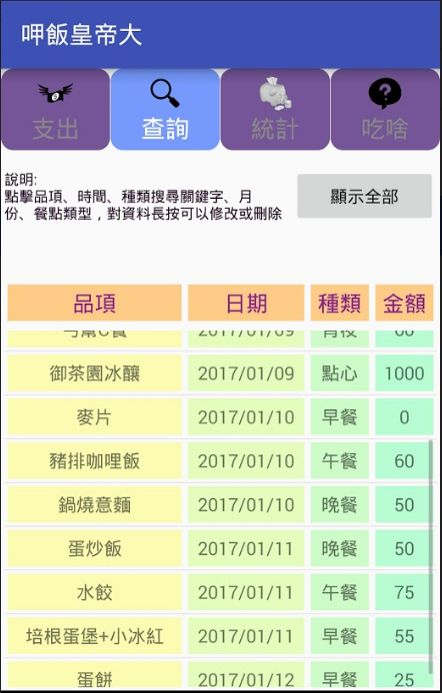 呷飯皇帝大
支出 查詢 統計 吃啥
說明:
點擊品項、時間、種類搜尋關鍵字、月
份、餐點類型，對資料長按可以修改或刪除
顯示全部
品項 日期 種類 金額
2017/01/09 宵夜 60
御茶園冰釀 2017/01/09 點心 1000
麥片 2017/01/10 早餐 0
豬排咖哩飯 2017/01/10 午餐 60
鍋燒意麵 2017/01/10 晚餐 50
蛋炒飯 2017/01/11 晚餐 50
水餃 2017/01/11 午餐 75
培根蛋堡+小冰紅 2017/01/11 早餐 55
蛋餅 2017/01/12 早餐 25